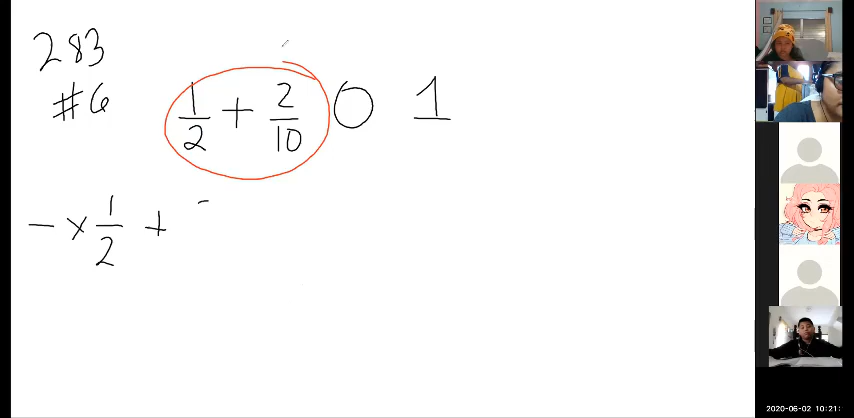 283
#6
1/2 + 2/10 ○ 1
– × 1/2 +
2020-06-02 10:21: